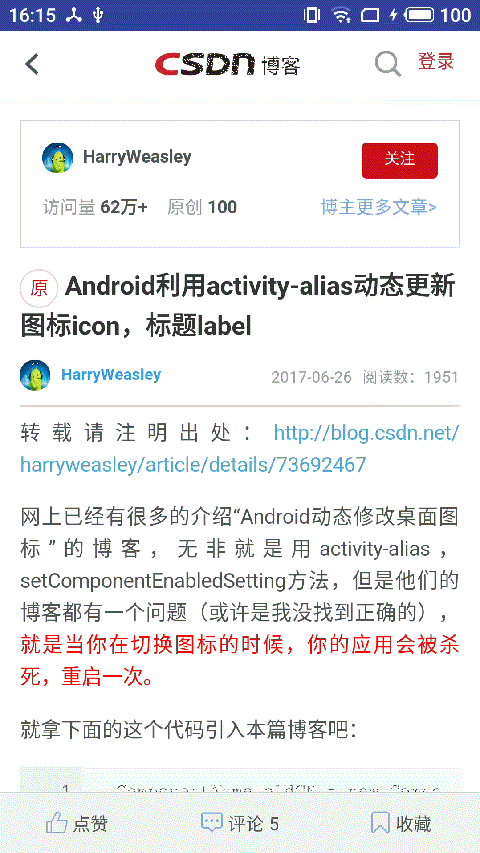 16:15 100
CSDN 博客 登录
HarryWeasley 关注
访问量 62万+ 原创 100 博主更多文章>
原 Android利用activity-alias动态更新
图标icon，标题label
HarryWeasley 2017-06-26 阅读数：1951
转载请注明出处：http://blog.csdn.net/
harryweasley/article/details/73692467
网上已经有很多的介绍“Android动态修改桌面图
标”的博客，无非就是用activity-alias，
setComponentEnabledSetting方法，但是他们的
博客都有一个问题（或许是我没找到正确的），
就是当你在切换图标的时候，你的应用会被杀
死，重启一次。
就拿下面的这个代码引入本篇博客吧：
点赞 评论 5 收藏